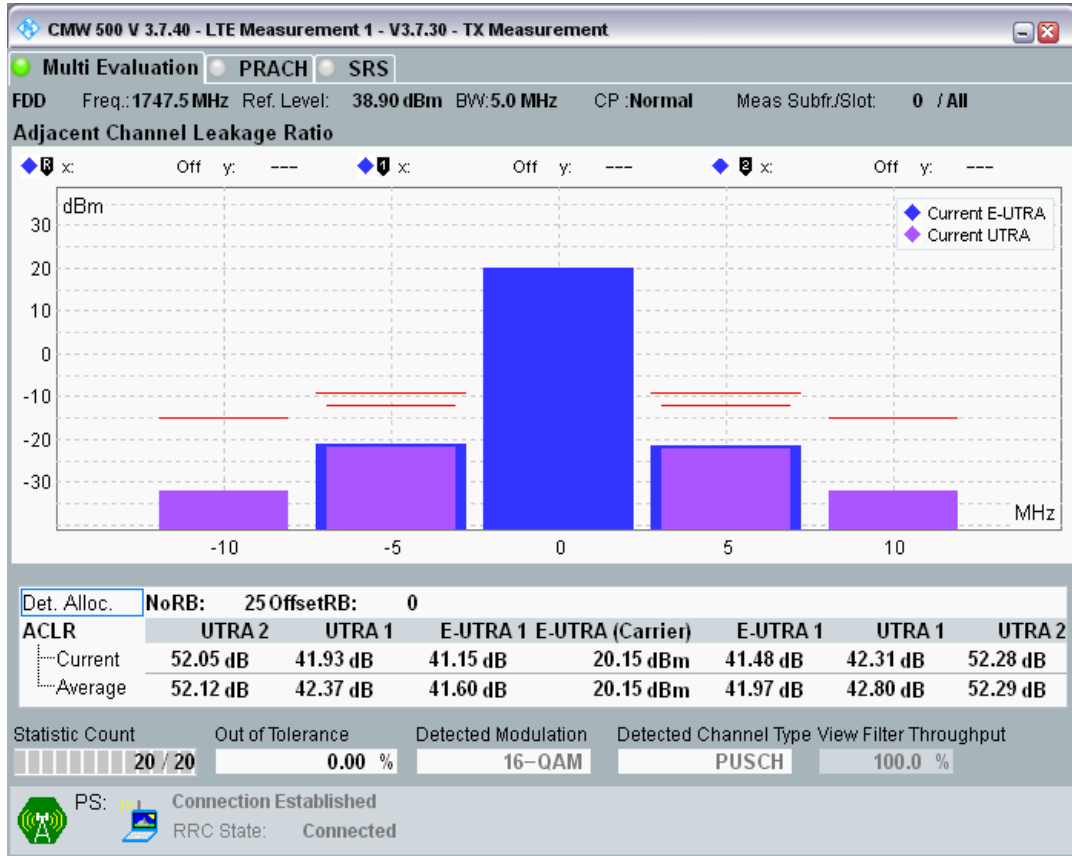 CMW 500 V 3.7.40 - LTE Measurement 1 - V3.7.30 - TX Measurement
Multi Evaluation PRACH SRS
FDD Freq.: 1747.5 MHz Ref. Level: 38.90 dBm BW: 5.0 MHz CP :Normal Meas Subfr./Slot: 0 / All
Adjacent Channel Leakage Ratio
R x: Off y: --- 1 x: Off y: --- 2 x: Off y: ---
dBm
Current E-UTRA
Current UTRA
30
20
10
0
-10
-20
-30
MHz
-10 -5 0 5 10
Det. Alloc. NoRB: 25 OffsetRB: 0
ACLR UTRA 2 UTRA 1 E-UTRA 1 E-UTRA (Carrier) E-UTRA 1 UTRA 1 UTRA 2
Current 52.05 dB 41.93 dB 41.15 dB 20.15 dBm 41.48 dB 42.31 dB 52.28 dB
Average 52.12 dB 42.37 dB 41.60 dB 20.15 dBm 41.97 dB 42.80 dB 52.29 dB
Statistic Count Out of Tolerance Detected Modulation Detected Channel Type View Filter Throughput
20 / 20 0.00 % 16-QAM PUSCH 100.0 %
PS: Connection Established
RRC State: Connected